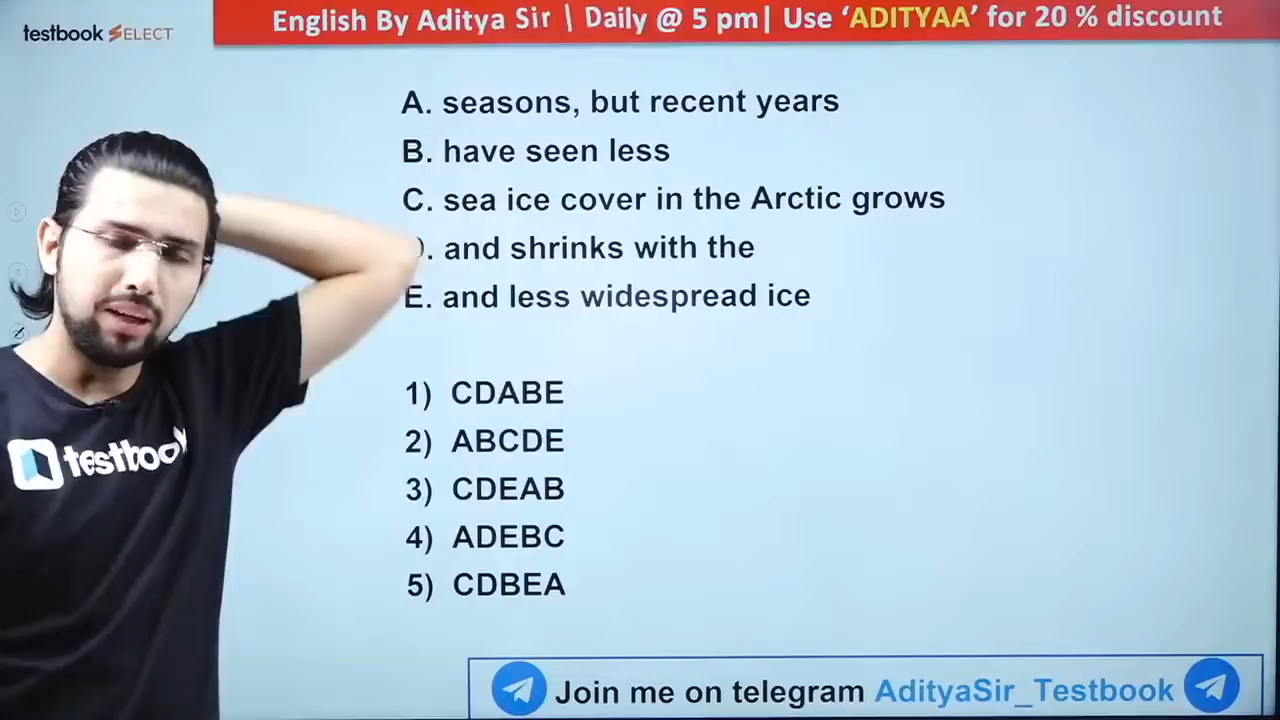 testbook SELECT
English By Aditya Sir \ Daily @ 5 pm| Use ‘ADITYAA’ for 20 % discount
A. seasons, but recent years
B. have seen less
C. sea ice cover in the Arctic grows
. and shrinks with the
E. and less widespread ice
1) CDABE
2) ABCDE
3) CDEAB
4) ADEBC
5) CDBEA
testbook
Join me on telegram AdityaSir_Testbook